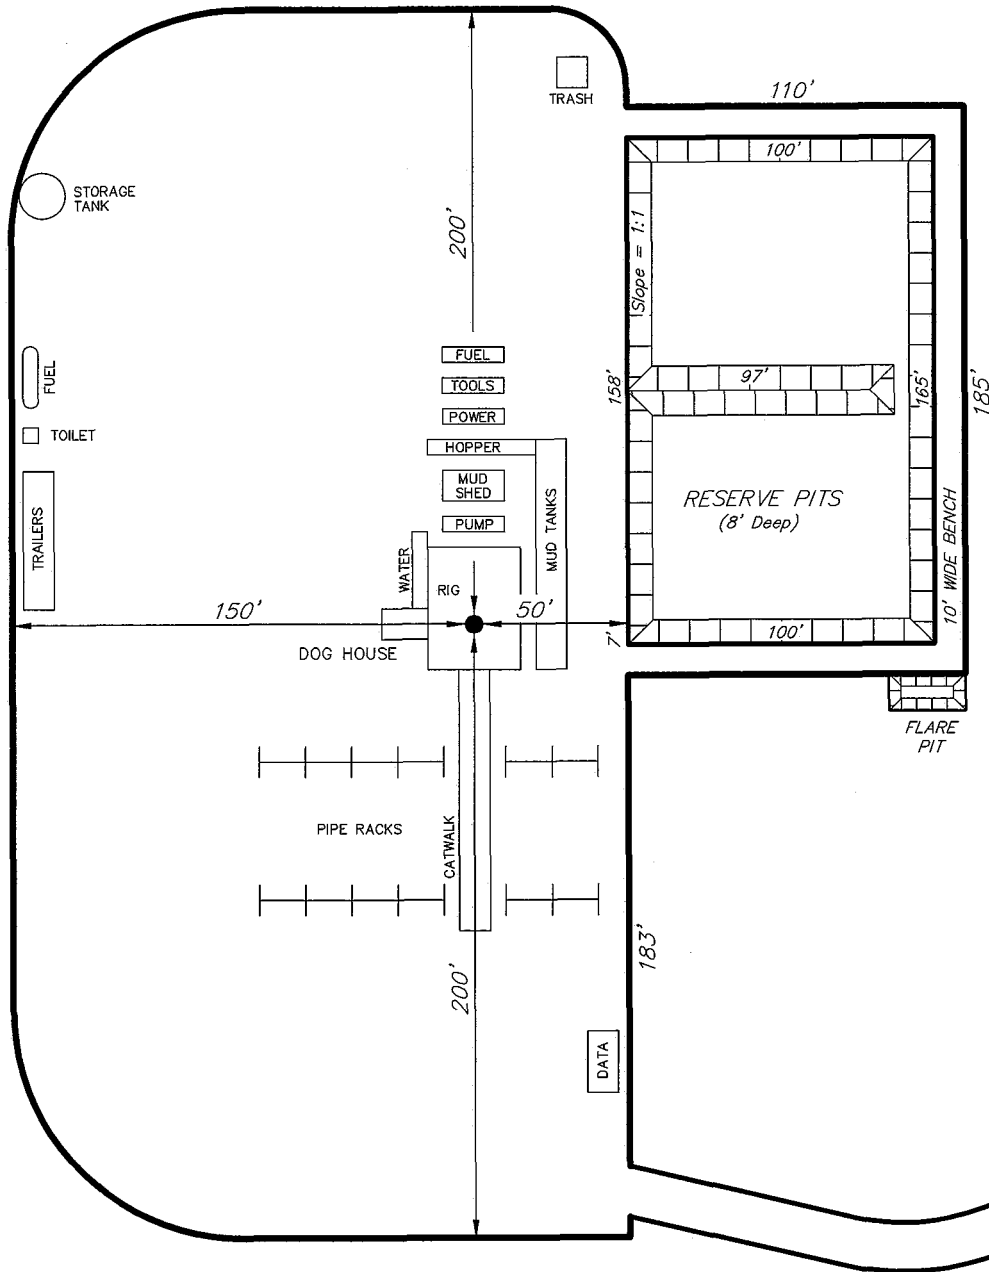 TRASH
110'
100'
STORAGE
TANK
200'
Slope = 1:1
FUEL
FUEL
TOOLS
97'
158'
165'
185'
POWER
TOILET
HOPPER
MUD
SHED
RESERVE PITS
(8' Deep)
TRAILERS
PUMP
MUD TANKS
WATER
10' WIDE BENCH
RIG
150'
50'
7'
100'
DOG HOUSE
FLARE
PIT
PIPE RACKS
CATWALK
183'
200'
DATA